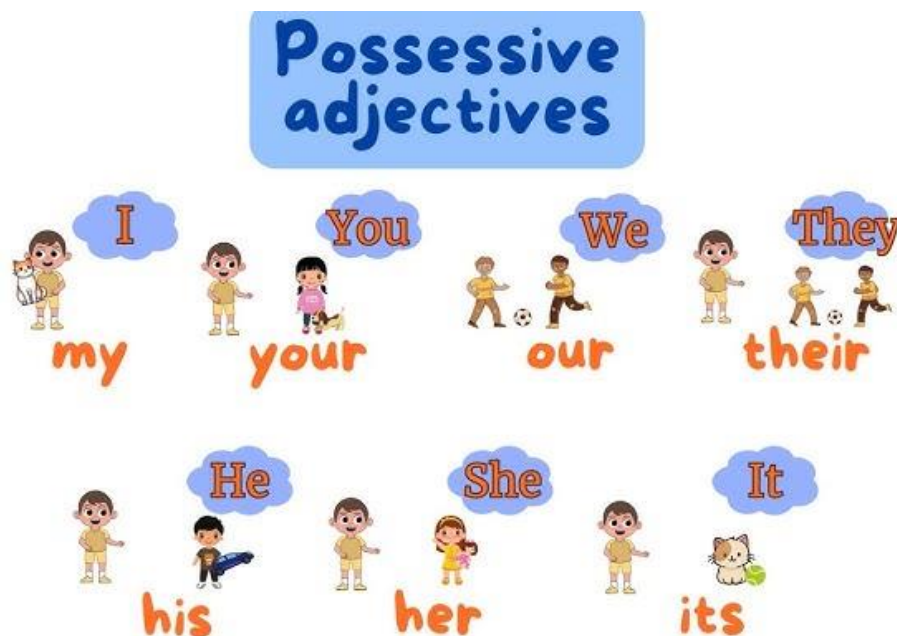 Possessive
adjectives
I
You
We
They
my
your
our
their
He
She
It
his
her
its